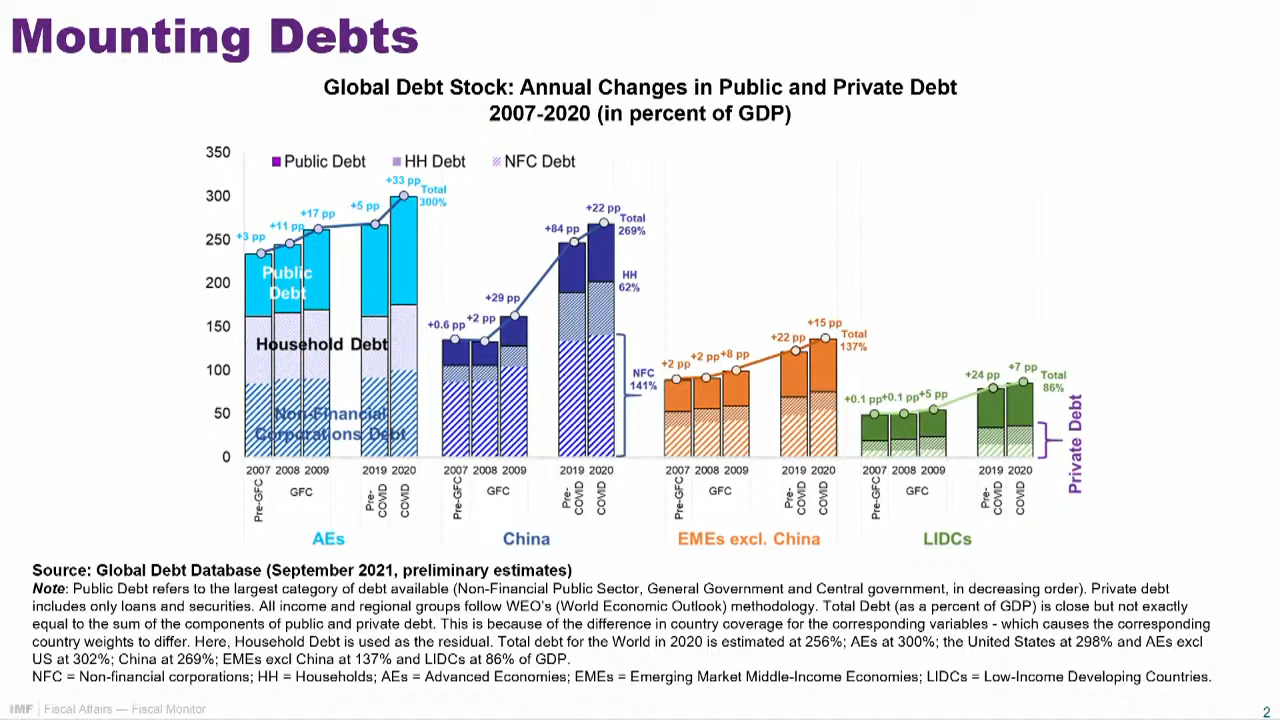 Mounting Debts
Global Debt Stock: Annual Changes in Public and Private Debt
2007-2020 (in percent of GDP)
350
300
250
200
150
100
50
0
Public Debt HH Debt NFC Debt
+3 pp
+11 pp
+17 pp
+5 pp
+33 pp
Total
300%
Public
Debt
Household Debt
Non-Financial
Corporations Debt
+0.6 pp
+2 pp
+29 pp
+84 pp
+22 pp
Total
269%
HH
62%
NFC
141%
+2 pp
+2 pp
+8 pp
+22 pp
+15 pp
Total
137%
+0.1 pp
+0.1 pp
+5 pp
+24 pp
+7 pp
Total
86%
Private Debt
2007 2008 2009 2019 2020
Pre-GFC
GFC
Pre-
COVID
COVID
AEs
2007 2008 2009 2019 2020
Pre-GFC
GFC
Pre-
COVID
COVID
China
2007 2008 2009 2019 2020
Pre-GFC
GFC
Pre-
COVID
COVID
EMEs excl. China
2007 2008 2009 2019 2020
Pre-GFC
GFC
Pre-
COVID
COVID
LIDCs
Source: Global Debt Database (September 2021, preliminary estimates)
Note: Public Debt refers to the largest category of debt available (Non-Financial Public Sector, General Government and Central government, in decreasing order). Private debt
includes only loans and securities. All income and regional groups follow WEO's (World Economic Outlook) methodology. Total Debt (as a percent of GDP) is close but not exactly
equal to the sum of the components of public and private debt. This is because of the difference in country coverage for the corresponding variables - which causes the corresponding
country weights to differ. Here, Household Debt is used as the residual. Total debt for the World in 2020 is estimated at 256%; AEs at 300%; the United States at 298% and AEs excl
US at 302%; China at 269%; EMEs excl China at 137% and LIDCs at 86% of GDP.
NFC = Non-financial corporations; HH = Households; AEs = Advanced Economies; EMEs = Emerging Market Middle-Income Economies; LIDCs = Low-Income Developing Countries.
IMF | Fiscal Affairs — Fiscal Monitor
2